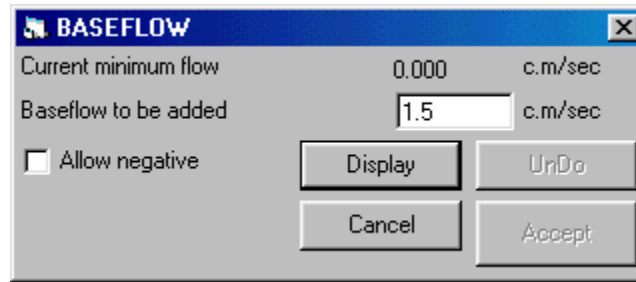 BASEFLOW
Current minimum flow 0.000 c.m/sec
Baseflow to be added 1.5 c.m/sec
Allow negative Display UnDo
Cancel Accept